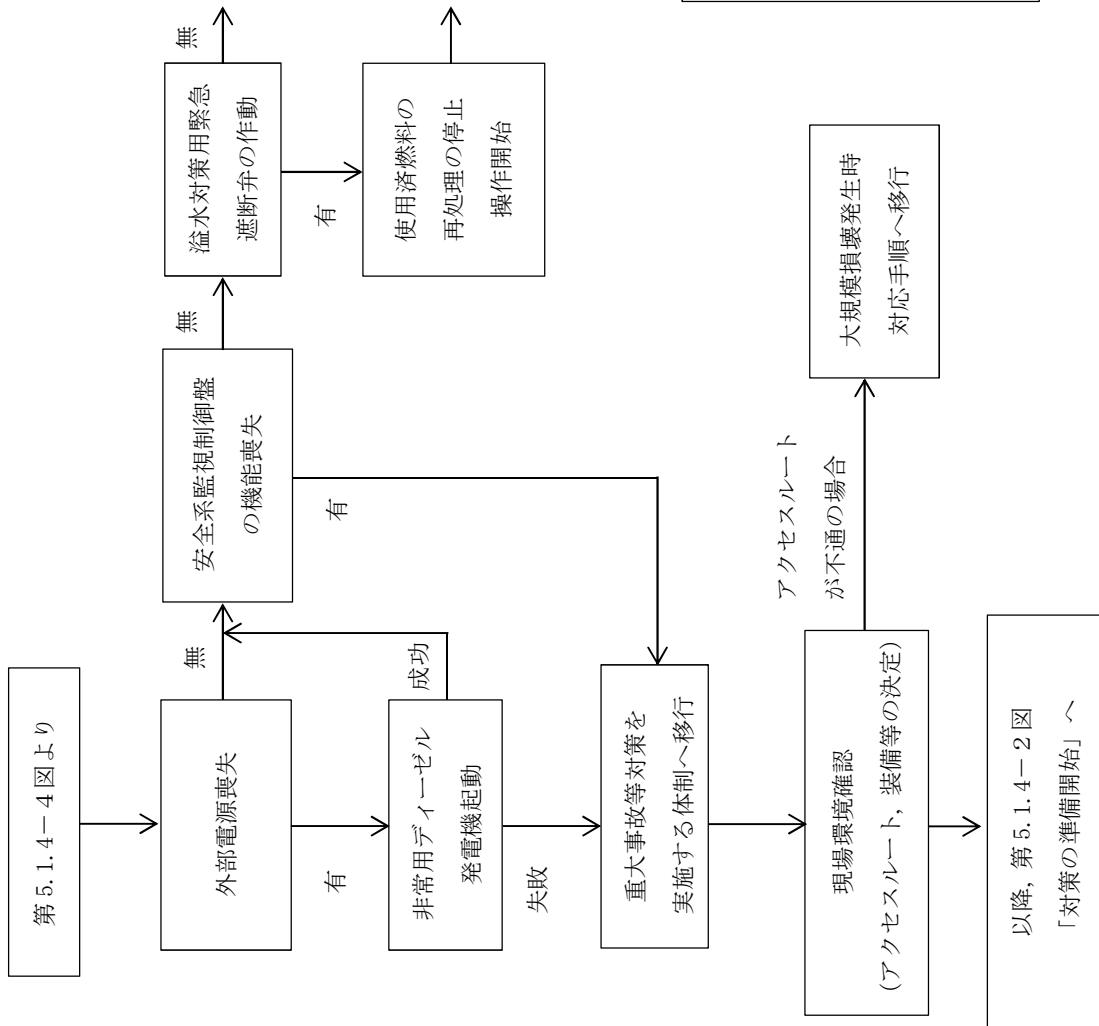 第5.1.4－4図より
外部電源喪失
無
有
非常用ディーゼル
発電機起動
成功
失敗
安全系監視制御盤
の機能喪失
無
有
溢水対策用緊急
遮断弁の作動
無
有
使用済燃料の
再処理の停止
操作開始
重大事故等対策を
実施する体制へ移行
現場環境確認
(アクセスルート，装備等の決定)
アクセスルート
が不通の場合
大規模損壊発生時
対応手順へ移行
以降，第5.1.4－2図
「対策の準備開始」へ